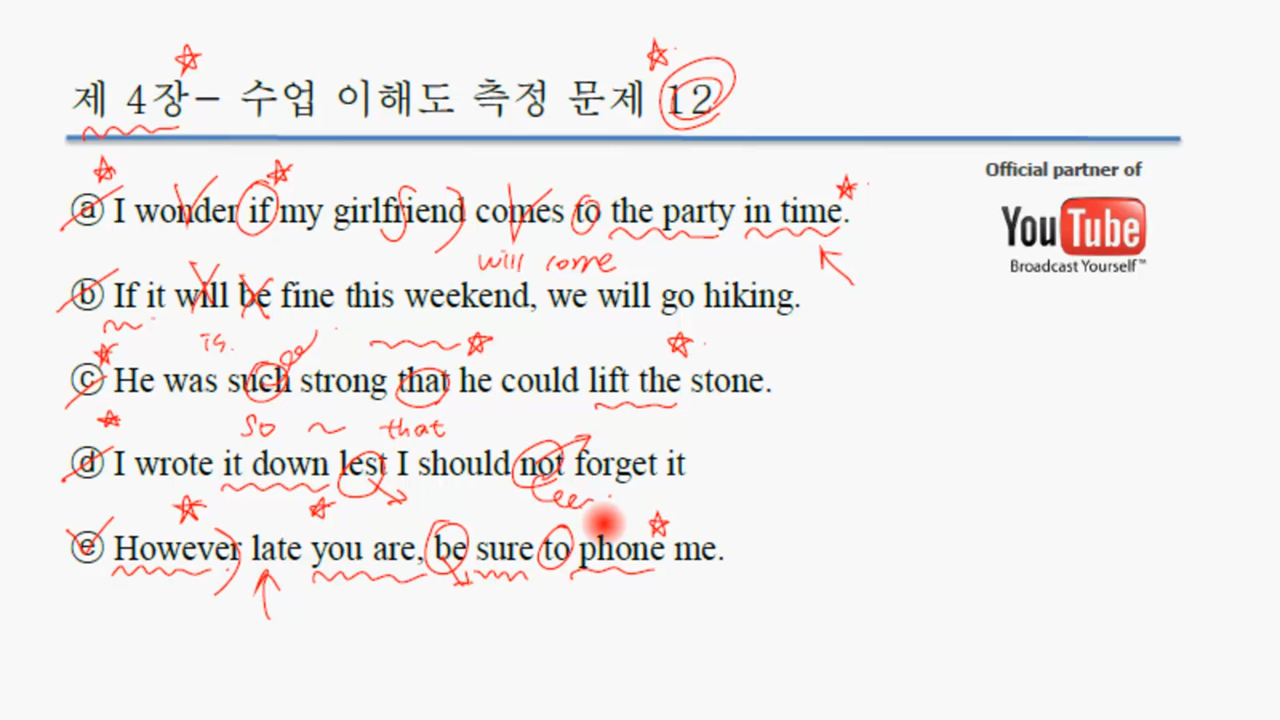 제 4장– 수업 이해도 측정 문제 12
ⓐ I wonder if my girlfriend comes to the party in time.
will come
Official partner of
YouTube
Broadcast Yourself™
ⓑ If it will be fine this weekend, we will go hiking.
is.
ⓒ He was such strong that he could lift the stone.
so ~ that
ⓓ I wrote it down lest I should not forget it
ⓔ However late you are, be sure to phone me.